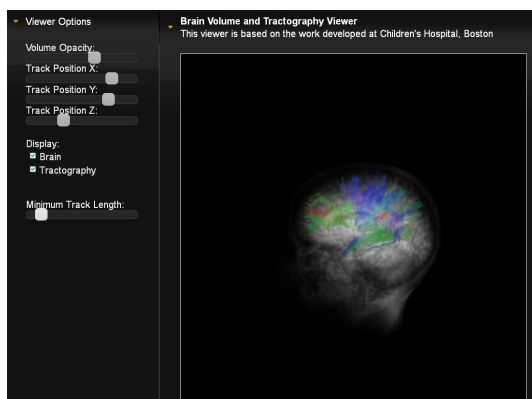 Viewer Options
Volume Opacity:
Track Position X:
Track Position Y:
Track Position Z:
Display:
Brain
Tractography
Minimum Track Length:
Brain Volume and Tractography Viewer
This viewer is based on the work developed at Children's Hospital, Boston